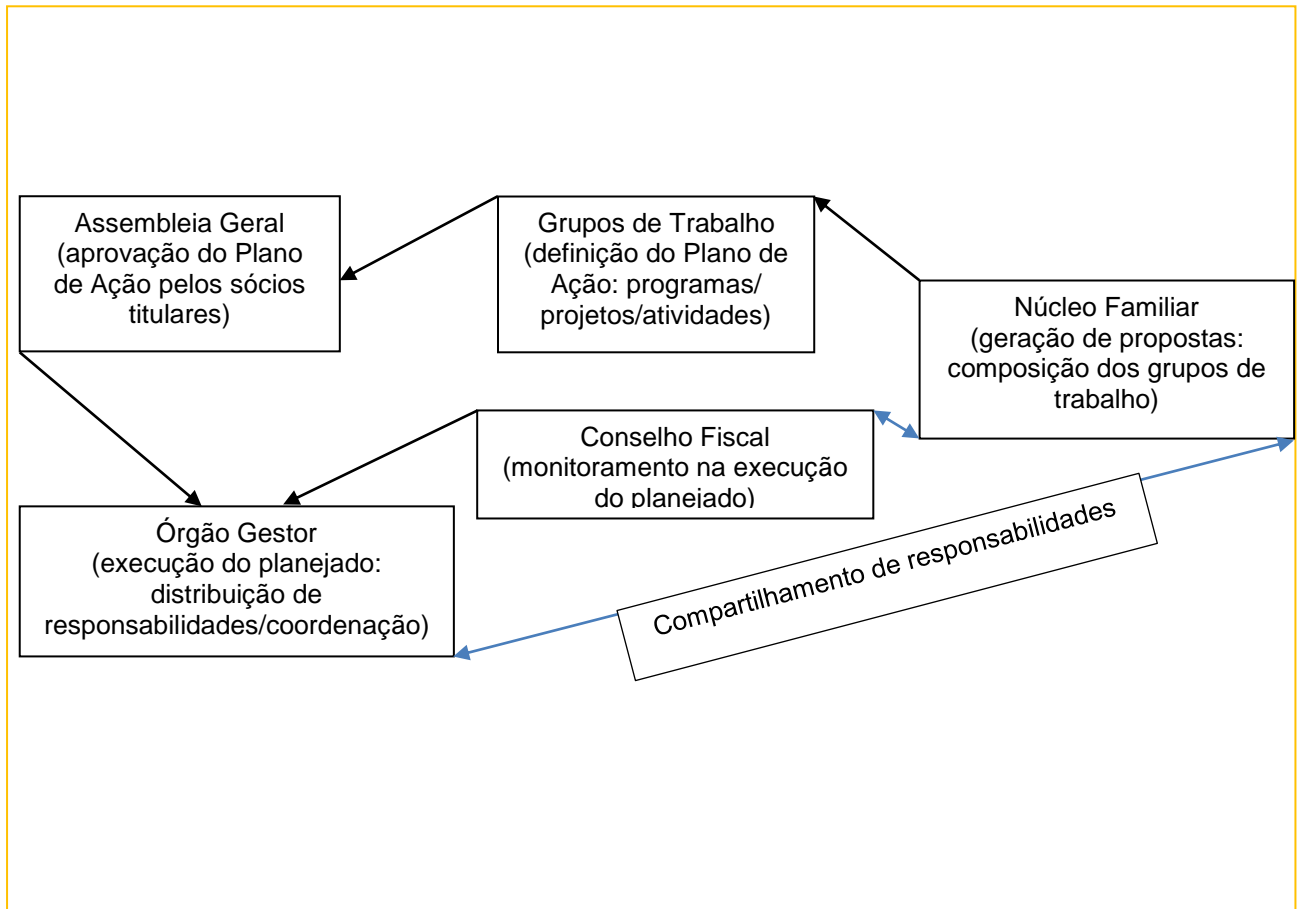 Assembleia Geral
(aprovação do Plano
de Ação pelos sócios
titulares)
Grupos de Trabalho
(definição do Plano de
Ação: programas/
projetos/atividades)
Núcleo Familiar
(geração de propostas:
composição dos grupos de
trabalho)
Conselho Fiscal
(monitoramento na execução
do planejado)
Órgão Gestor
(execução do planejado:
distribuição de
responsabilidades/coordenação)
Compartilhamento de responsabilidades